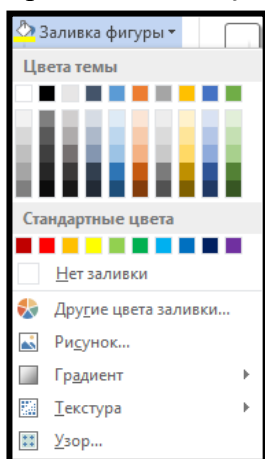 Заливка фигуры
Цвета темы
Стандартные цвета
Нет заливки
Другие цвета заливки...
Рисунок...
Градиент
Текстура
Узор...